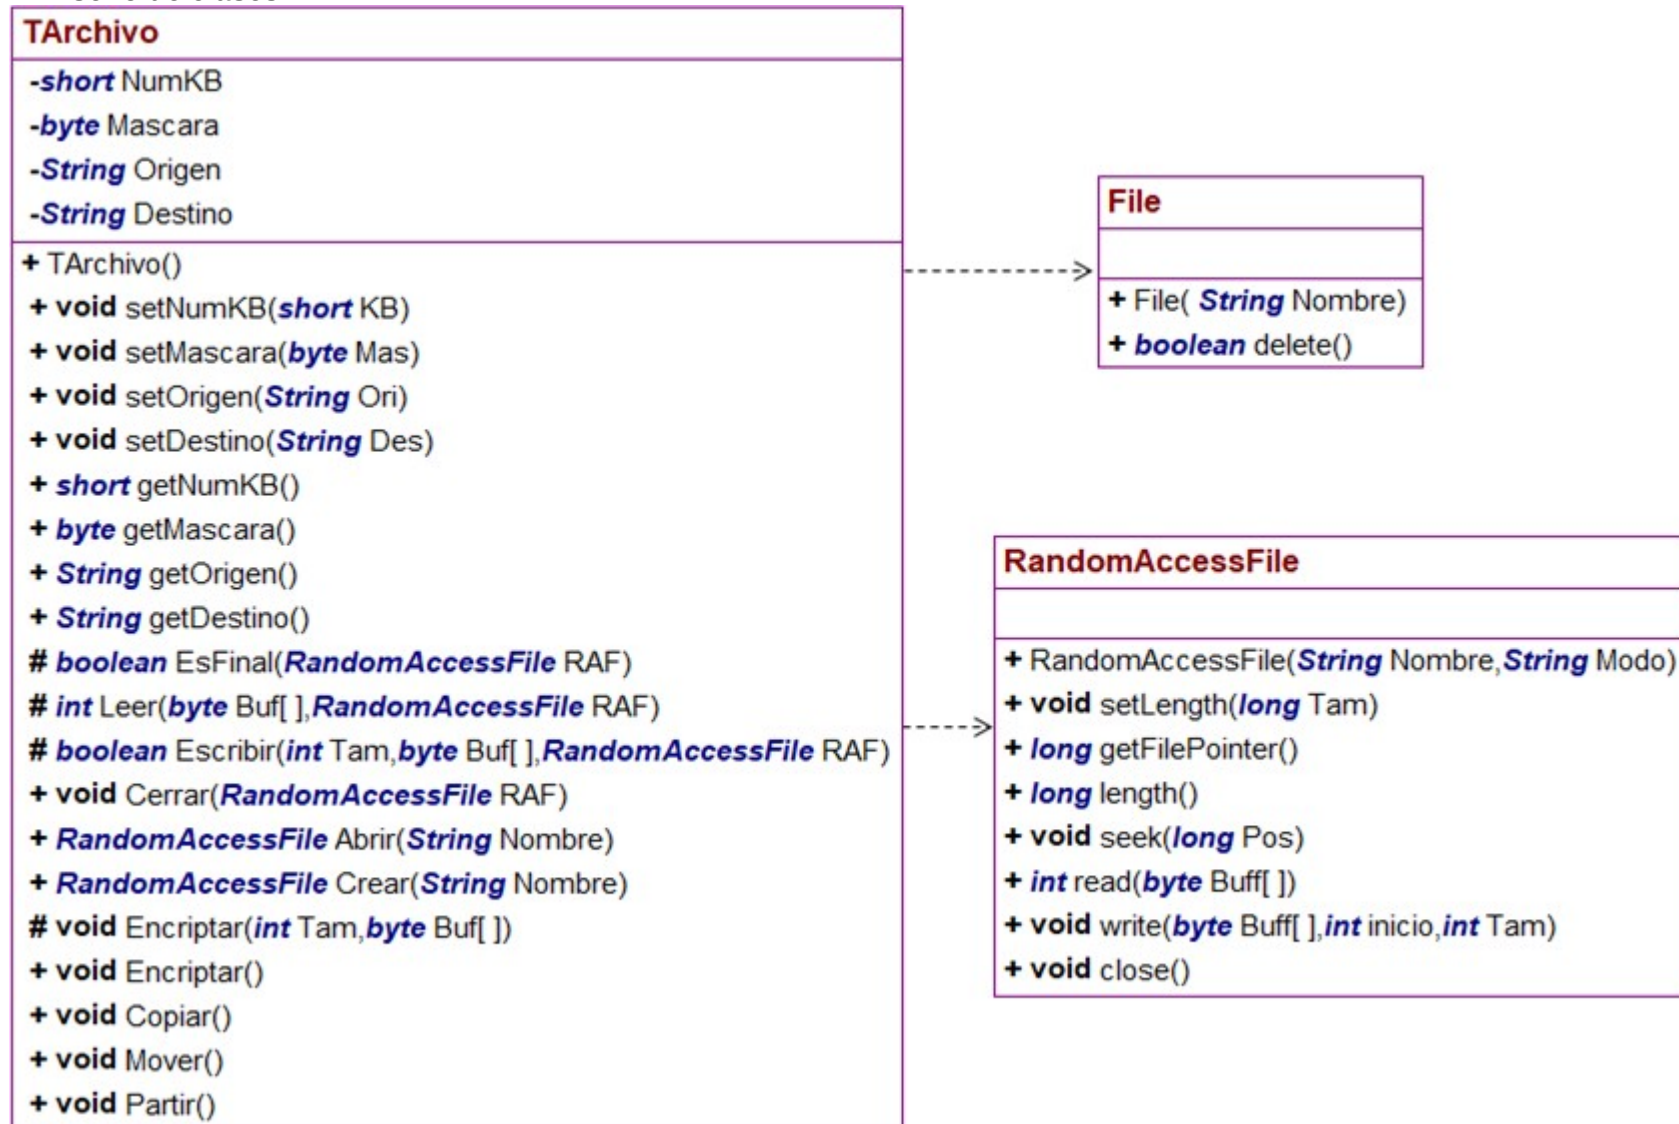 TArchivo
-short NumKB
-byte Mascara
-String Origen
-String Destino
+ TArchivo()
+ void setNumKB(short KB)
+ void setMascara(byte Mas)
+ void setOrigen(String Ori)
+ void setDestino(String Des)
+ short getNumKB()
+ byte getMascara()
+ String getOrigen()
+ String getDestino()
# boolean EsFinal(RandomAccessFile RAF)
# int Leer(byte Buf[ ],RandomAccessFile RAF)
# boolean Escribir(int Tam,byte Buf[ ],RandomAccessFile RAF)
+ void Cerrar(RandomAccessFile RAF)
+ RandomAccessFile Abrir(String Nombre)
+ RandomAccessFile Crear(String Nombre)
# void Encriptar(int Tam,byte Buf[ ])
+ void Encriptar()
+ void Copiar()
+ void Mover()
+ void Partir()
File
+ File( String Nombre)
+ boolean delete()
RandomAccessFile
+ RandomAccessFile(String Nombre,String Modo)
+ void setLength(long Tam)
+ long getFilePointer()
+ long length()
+ void seek(long Pos)
+ int read(byte Buff[ ])
+ void write(byte Buff[ ],int inicio,int Tam)
+ void close()